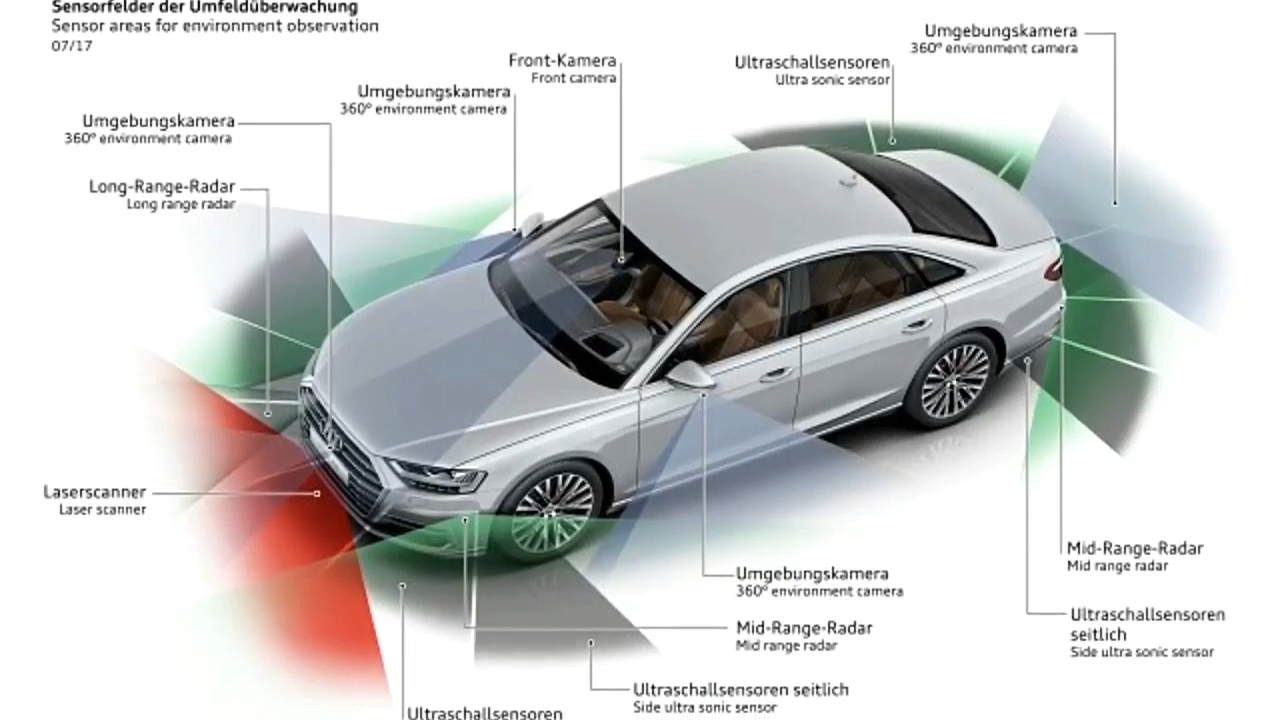 Sensorfelder der Umfeldüberwachung
Sensor areas for environment observation
07/17
Umgebungskamera
360° environment camera
Ultraschallsensoren
Ultra sonic sensor
Front-Kamera
Front camera
Umgebungskamera
360° environment camera
Umgebungskamera
360° environment camera
Long-Range-Radar
Long range radar
Laserscanner
Laser scanner
Mid-Range-Radar
Mid range radar
Umgebungskamera
360° environment camera
Ultraschallsensoren
seitlich
Side ultra sonic sensor
Mid-Range-Radar
Mid range radar
Ultraschallsensoren seitlich
Side ultra sonic sensor
Ultraschallsensoren